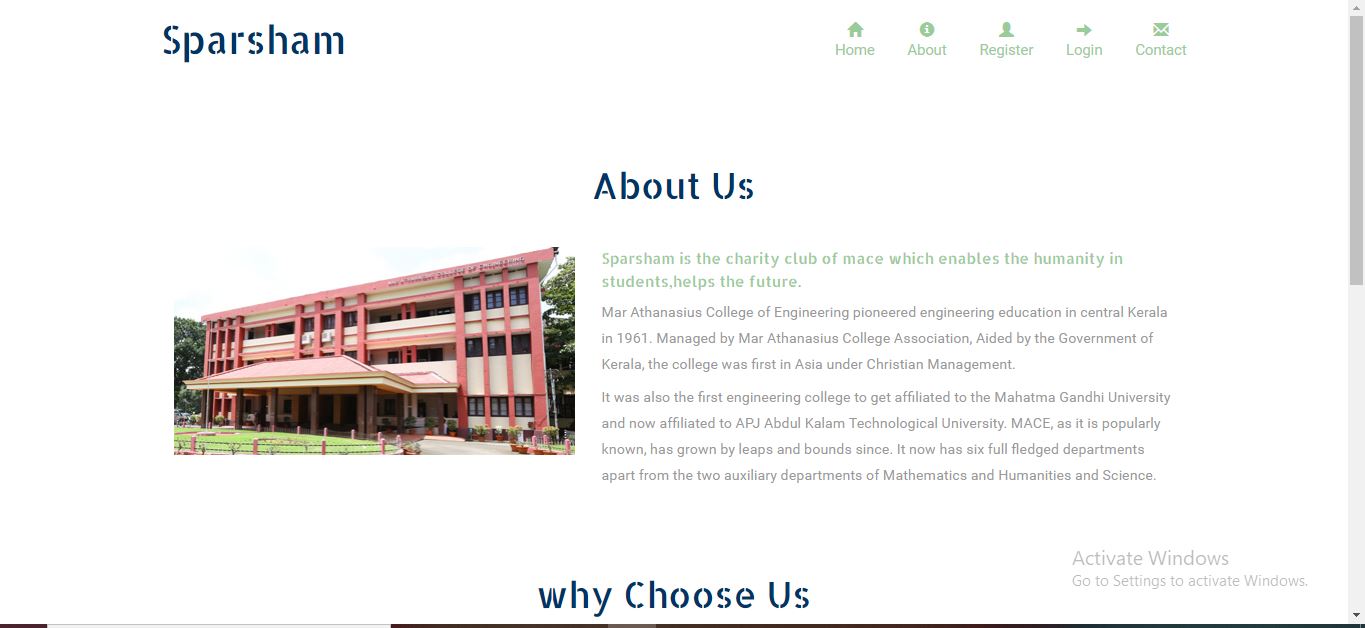 Sparsham
Home About Register Login Contact
About Us
Sparsham is the charity club of mace which enables the humanity in
students,helps the future.
Mar Athanasius College of Engineering pioneered engineering education in central Kerala
in 1961. Managed by Mar Athanasius College Association, Aided by the Government of
Kerala, the college was first in Asia under Christian Management.
It was also the first engineering college to get affiliated to the Mahatma Gandhi University
and now affiliated to APJ Abdul Kalam Technological University. MACE, as it is popularly
known, has grown by leaps and bounds since. It now has six full fledged departments
apart from the two auxiliary departments of Mathematics and Humanities and Science.
MAR ATHANASIUS COLLEGE OF ENGINEERING
Activate Windows
Go to Settings to activate Windows.
why Choose Us